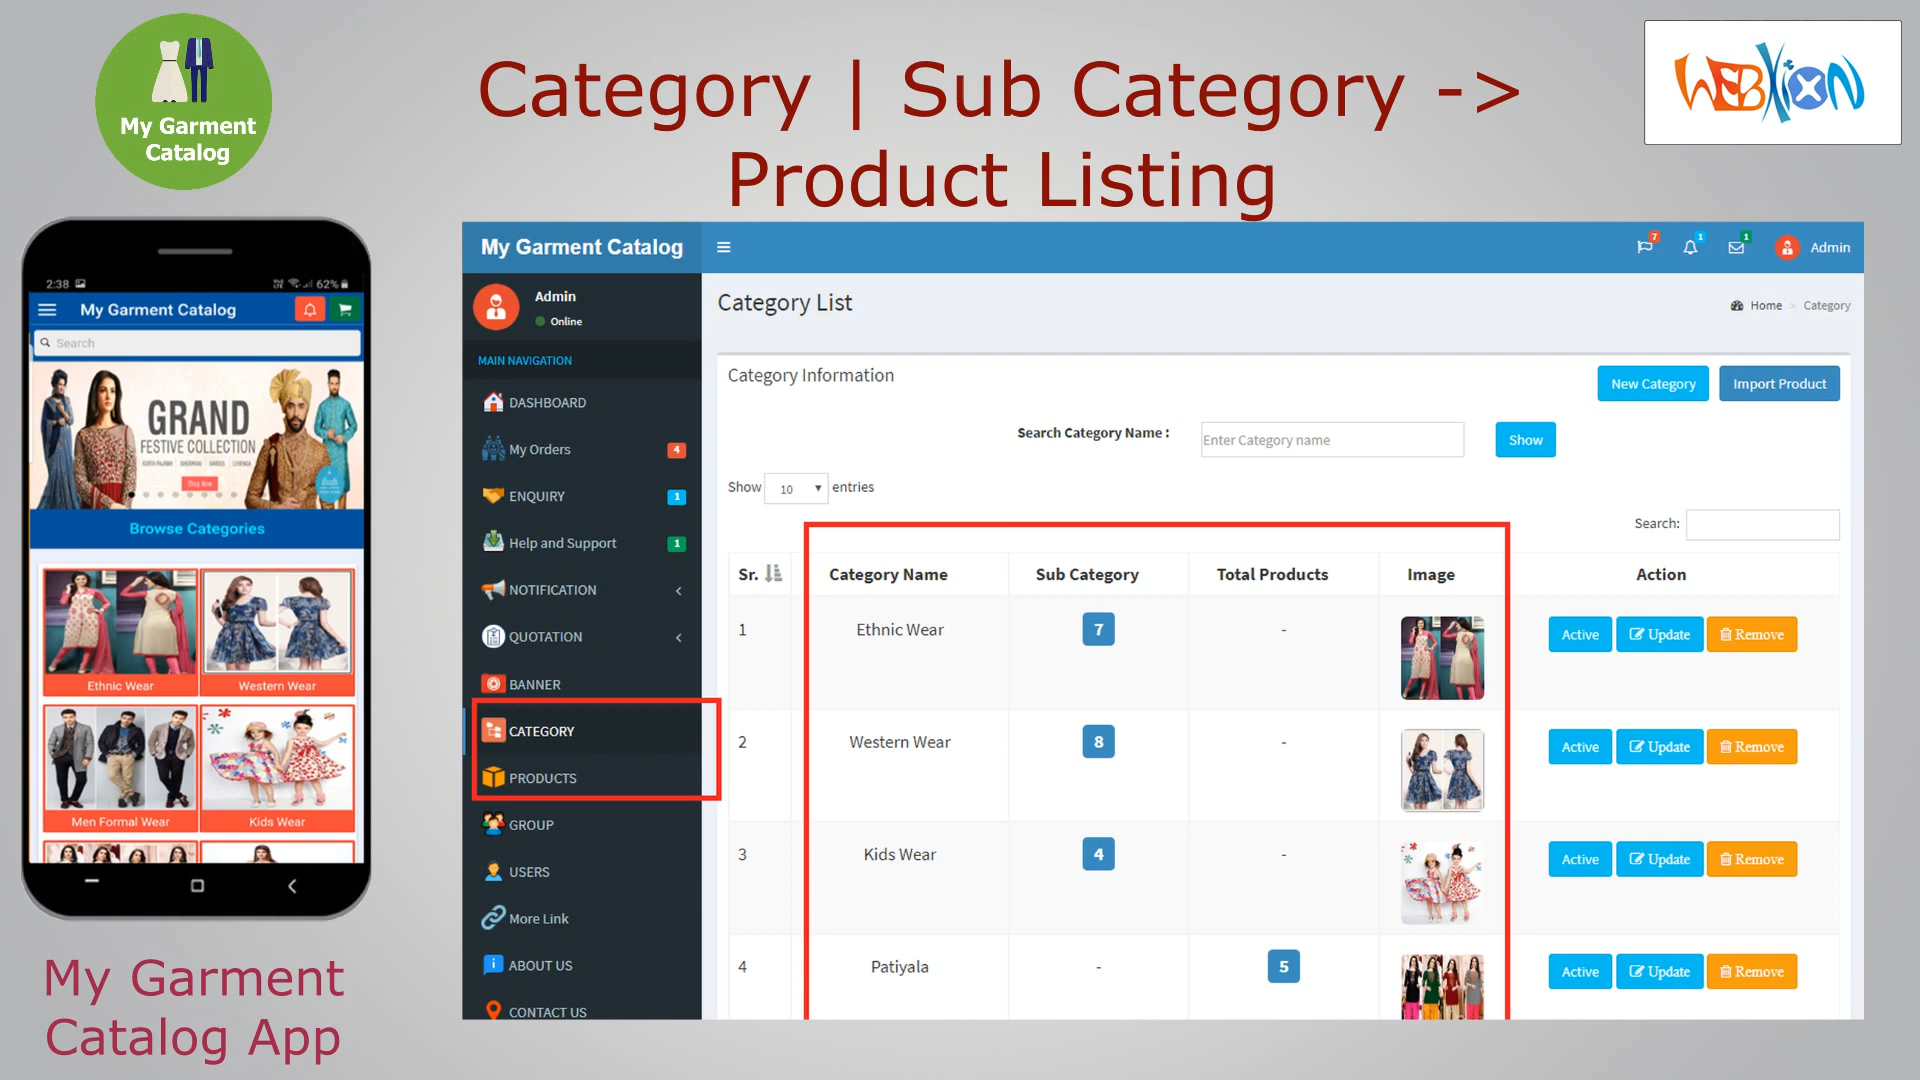 My Garment
Catalog
Category | Sub Category ->
Product Listing
WEBXION
2:38
62%
My Garment Catalog
Search
GRAND
FESTIVE COLLECTION
Shop Now
Browse Categories
Ethnic Wear
Western Wear
Men Formal Wear
Kids Wear
My Garment
Catalog App
My Garment Catalog
7
1
1
Admin
Admin
Online
MAIN NAVIGATION
DASHBOARD
My Orders
4
ENQUIRY
1
Help and Support
1
NOTIFICATION
QUOTATION
BANNER
CATEGORY
PRODUCTS
GROUP
USERS
More Link
ABOUT US
CONTACT US
Category List
Home > Category
Category Information
New Category
Import Product
Search Category Name :
Enter Category name
Show
Show 10 entries
Search:
Sr. Category Name Sub Category Total Products Image Action
1 Ethnic Wear 7 - Active Update Remove
2 Western Wear 8 - Active Update Remove
3 Kids Wear 4 - Active Update Remove
4 Patiyala - 5 Active Update Remove